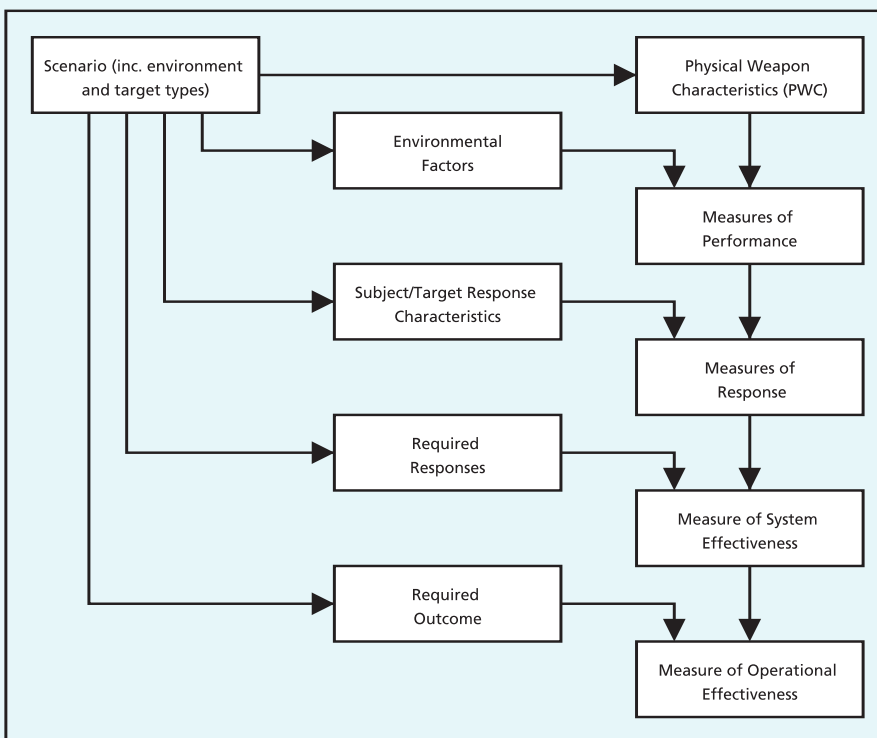 Scenario (inc. environment
and target types)
Physical Weapon
Characteristics (PWC)
Environmental
Factors
Measures of
Performance
Subject/Target Response
Characteristics
Measures of
Response
Required
Responses
Measure of System
Effectiveness
Required
Outcome
Measure of Operational
Effectiveness